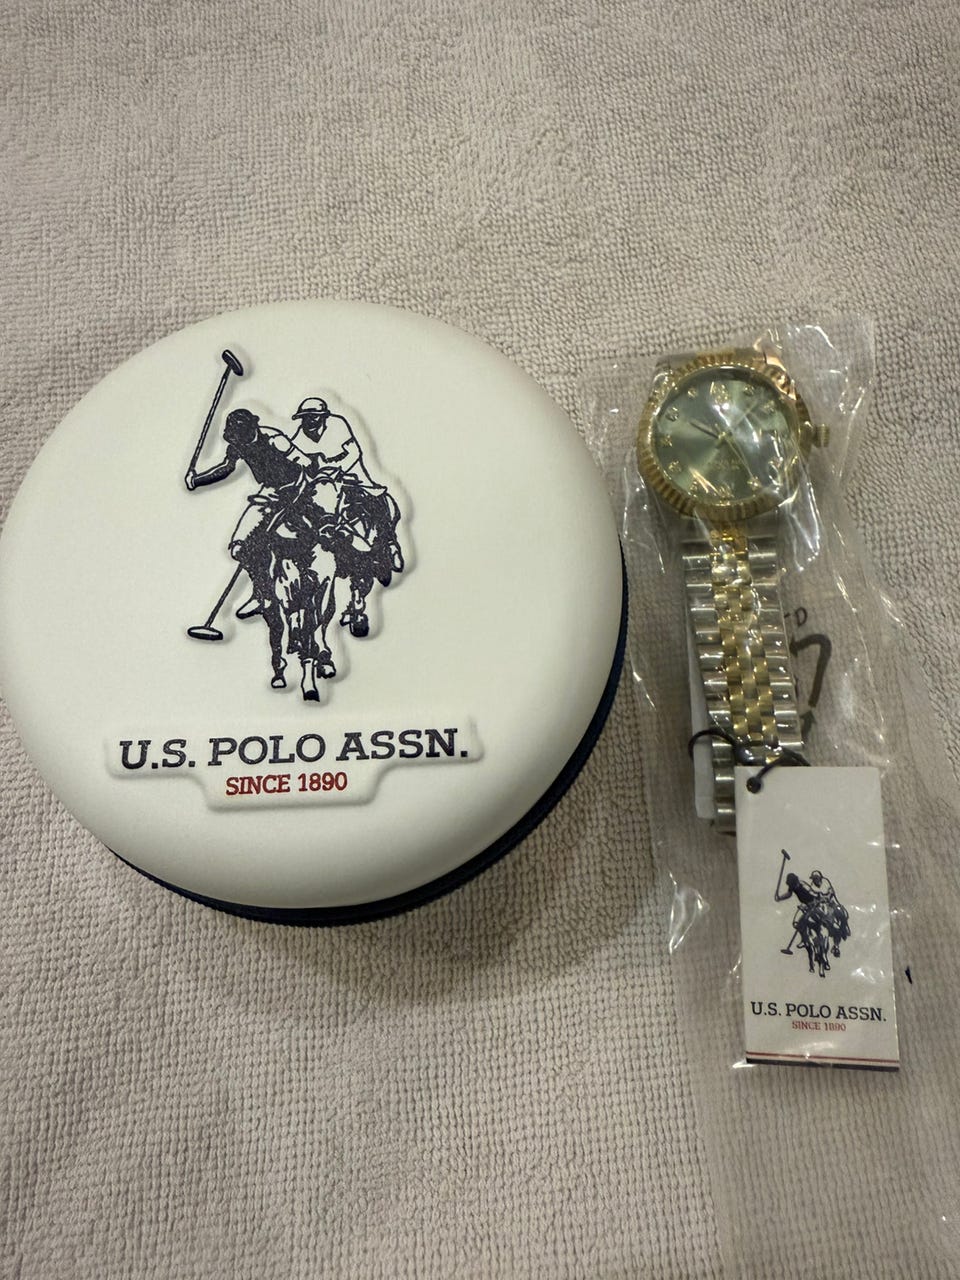 U.S. POLO ASSN.
SINCE 1890
U.S. POLO ASSN.
SINCE 1890